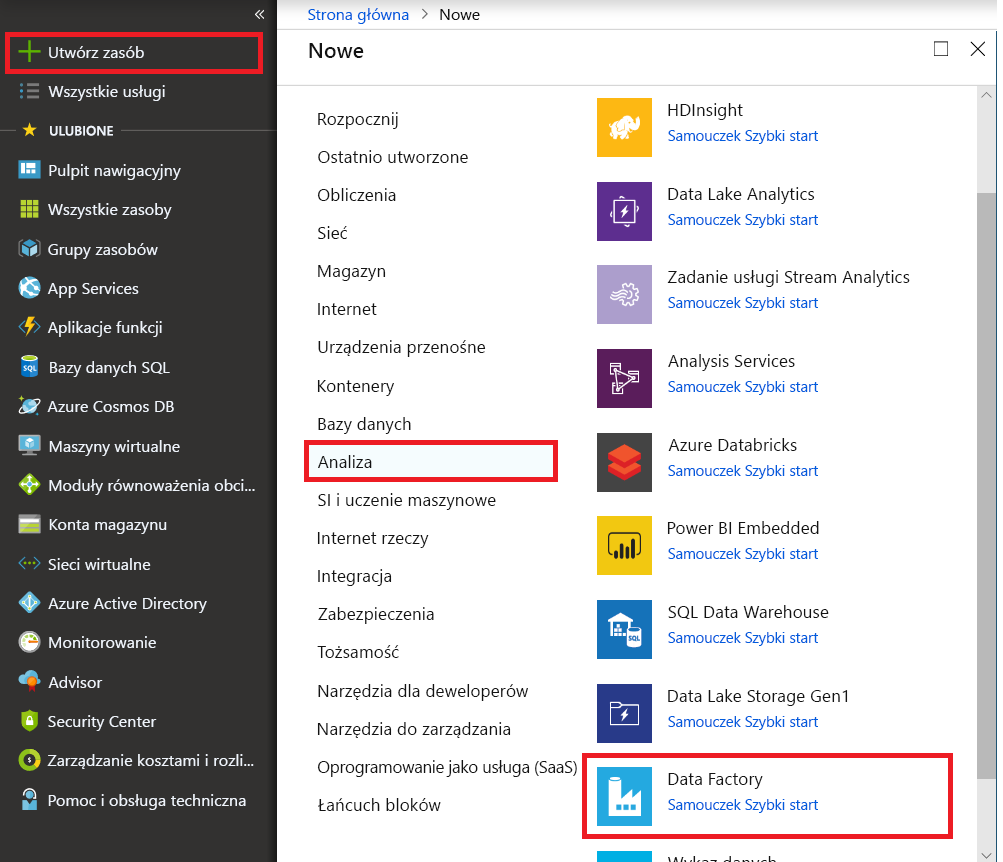 «
Utwórz zasób
Wszystkie usługi
ULUBIONE
Pulpit nawigacyjny
Wszystkie zasoby
Grupy zasobów
App Services
Aplikacje funkcji
Bazy danych SQL
Azure Cosmos DB
Maszyny wirtualne
Moduły równoważenia obci...
Konta magazynu
Sieci wirtualne
Azure Active Directory
Monitorowanie
Advisor
Security Center
Zarządzanie kosztami i rozli...
Pomoc i obsługa techniczna
Strona główna > Nowe
Nowe
Rozpocznij
Ostatnio utworzone
Obliczenia
Sieć
Magazyn
Internet
Urządzenia przenośne
Kontenery
Bazy danych
Analiza
SI i uczenie maszynowe
Internet rzeczy
Integracja
Zabezpieczenia
Tożsamość
Narzędzia dla deweloperów
Narzędzia do zarządzania
Oprogramowanie jako usługa (SaaS)
Łańcuch bloków
HDInsight
Samouczek Szybki start
Data Lake Analytics
Samouczek Szybki start
Zadanie usługi Stream Analytics
Samouczek Szybki start
Analysis Services
Samouczek Szybki start
Azure Databricks
Samouczek Szybki start
Power BI Embedded
Samouczek Szybki start
SQL Data Warehouse
Samouczek Szybki start
Data Lake Storage Gen1
Samouczek Szybki start
Data Factory
Samouczek Szybki start
Wykaz danych